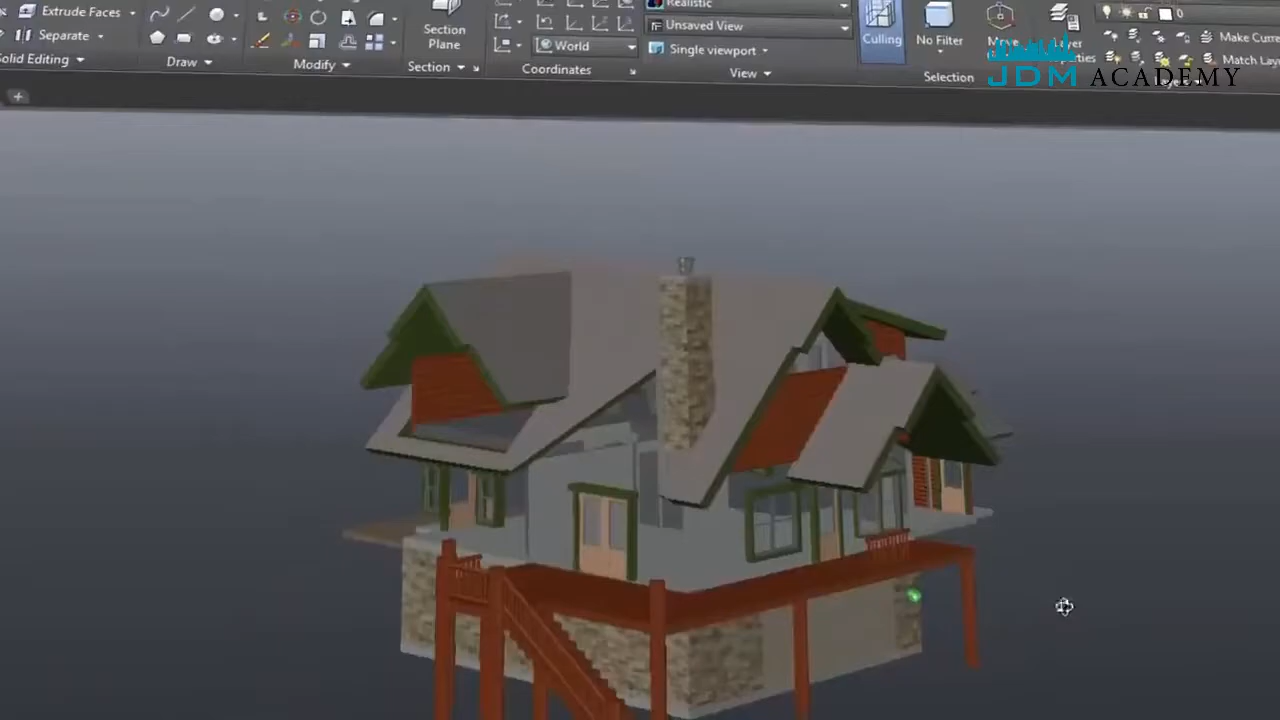 Extrude Faces
Separate
Solid Editing
Draw
Modify
Section
Plane
Section
World
Coordinates
Realistic
Unsaved View
Single viewport
View
Culling
No Filter
Selection
0
Make Curre
Match Laye
JDM ACADEMY